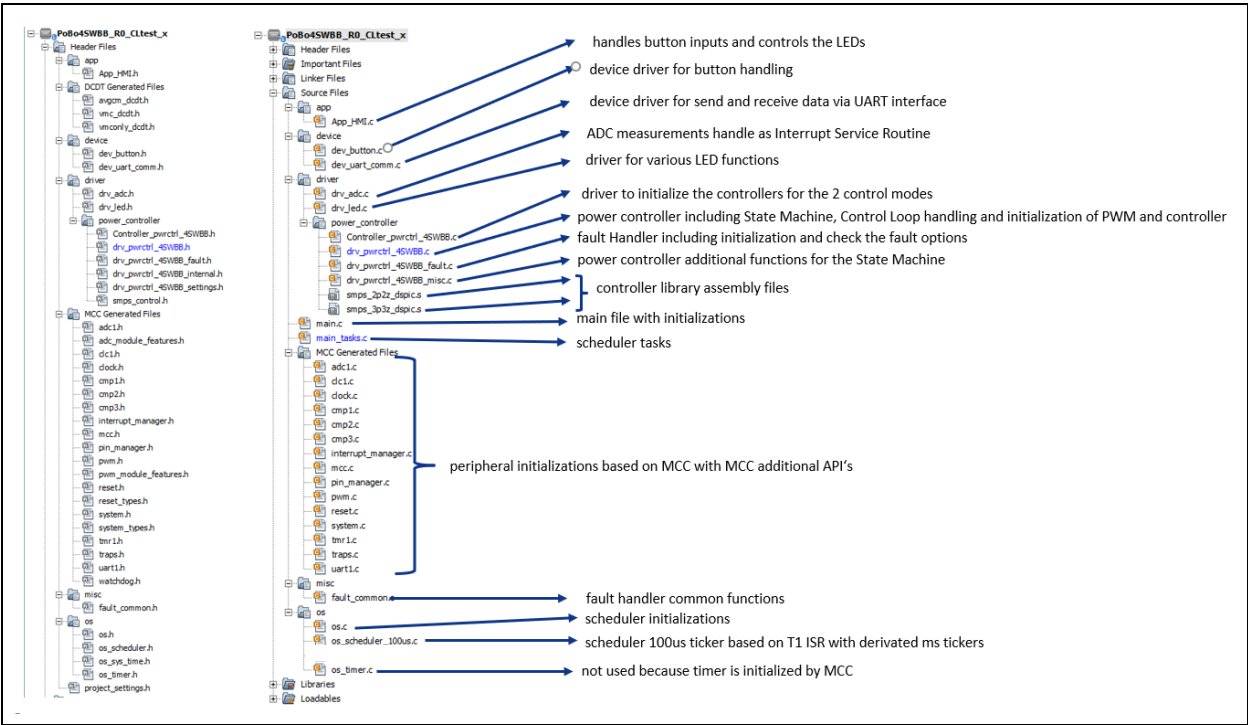 PoBo4SWBB_R0_CLtest_x
Header Files
app
App_HMI.h
DCDT Generated Files
avgcm_dcdt.h
vmc_dcdt.h
vmconly_dcdt.h
device
dev_button.h
dev_uart_comm.h
driver
drv_adc.h
drv_led.h
power_controller
Controller_pwrctrl_4SWBB.h
drv_pwrctrl_4SWBB.h
drv_pwrctrl_4SWBB_fault.h
drv_pwrctrl_4SWBB_internal.h
drv_pwrctrl_4SWBB_settings.h
smps_control.h
MCC Generated Files
adc1.h
adc_module_features.h
clc1.h
clock.h
cmp1.h
cmp2.h
cmp3.h
interrupt_manager.h
mcc.h
pin_manager.h
pwm.h
pwm_module_features.h
reset.h
reset_types.h
system.h
system_types.h
tmr1.h
traps.h
uart1.h
watchdog.h
misc
fault_common.h
os
os.h
os_scheduler.h
os_sys_time.h
os_timer.h
project_settings.h
PoBo4SWBB_R0_CLtest_x
Header Files
Important Files
Linker Files
Source Files
app
App_HMI.c
device
dev_button.c
dev_uart_comm.c
driver
drv_adc.c
drv_led.c
power_controller
Controller_pwrctrl_4SWBB.c
drv_pwrctrl_4SWBB.c
drv_pwrctrl_4SWBB_fault.c
drv_pwrctrl_4SWBB_misc.c
smps_2p2z_dspic.s
smps_3p3z_dspic.s
main.c
main_tasks.c
MCC Generated Files
adc1.c
clc1.c
clock.c
cmp1.c
cmp2.c
cmp3.c
interrupt_manager.c
mcc.c
pin_manager.c
pwm.c
reset.c
system.c
tmr1.c
traps.c
uart1.c
misc
fault_common.c
os
os.c
os_scheduler_100us.c
os_timer.c
Libraries
Loadables
handles button inputs and controls the LEDs
device driver for button handling
device driver for send and receive data via UART interface
ADC measurements handle as Interrupt Service Routine
driver for various LED functions
driver to initialize the controllers for the 2 control modes
power controller including State Machine, Control Loop handling and initialization of PWM and controller
fault Handler including initialization and check the fault options
power controller additional functions for the State Machine
controller library assembly files
main file with initializations
scheduler tasks
peripheral initializations based on MCC with MCC additional API‘s
fault handler common functions
scheduler initializations
scheduler 100us ticker based on T1 ISR with derivated ms tickers
not used because timer is initialized by MCC